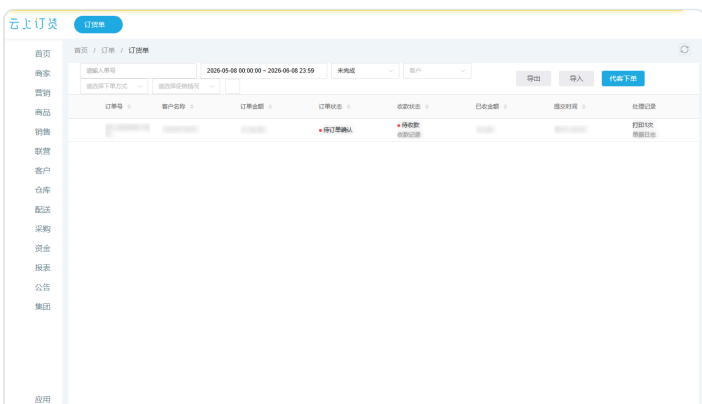 云上订货
订货单
首页
商家
营销
商品
销售
联营
客户
仓库
配送
采购
资金
报表
公告
集团
应用
首页 / 订单 / 订货单
请输入单号
2026-05-08 00:00:00 ~ 2026-06-08 23:59
未完成
客户
请选择下单方式
请选择促销情况
导出
导入
代客下单
订单号 客户名称 订单金额 订单状态 收款状态 已收金额 提交时间 处理记录
待订单确认
待收款
收款记录
单据日志